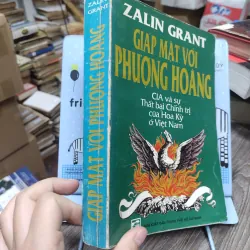 ZALIN GRANT
GIÁP MẶT VỚI
PHƯỢNG HOÀNG
CIA và sự
Thất bại Chính trị
của Hoa Kỳ
ở Việt Nam
ZALIN
GRANT
GIÁP MẶT VỚI PHƯỢNG HOÀNG